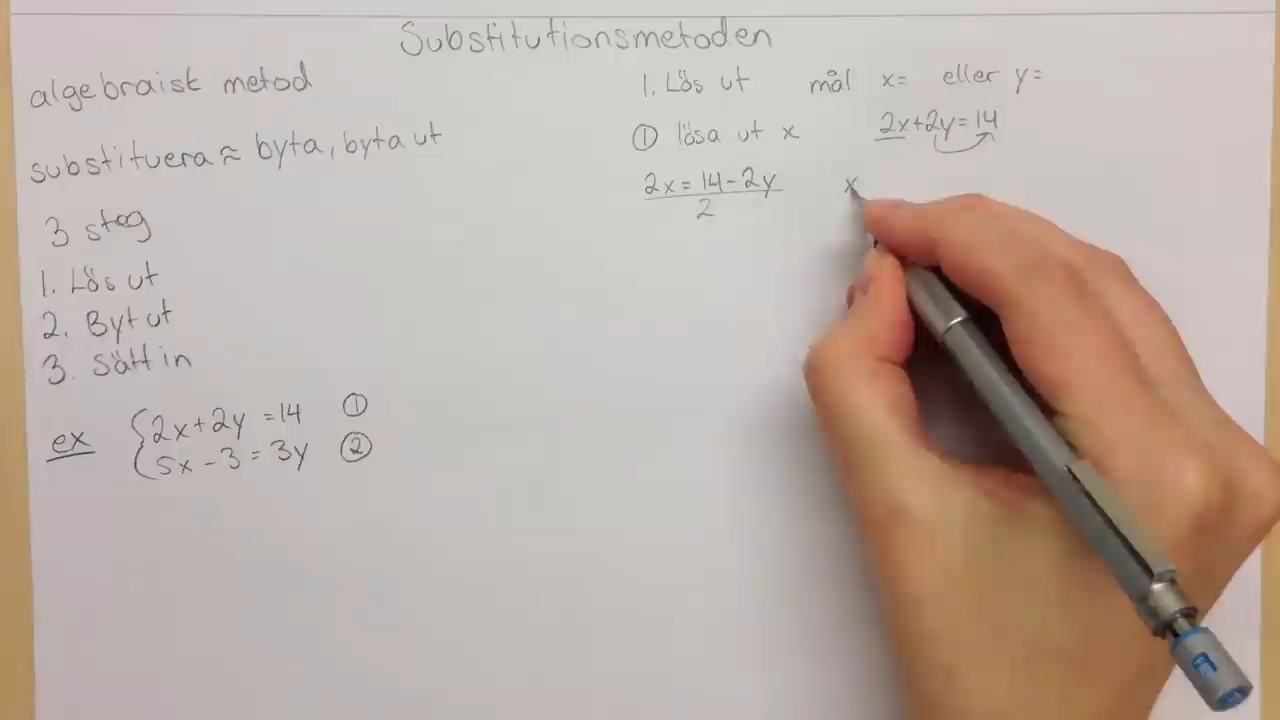 Substitutionsmetoden
algebraisk metod
substituera ≈ byta, byta ut
3 steg
1. Lös ut
2. Byt ut
3. Sätt in
ex { 2x+2y =14 ①
5x - 3 = 3y ②
1. Lös ut mål x= eller y=
① lösa ut x 2x+2y=14
2x = 14 - 2y x
2